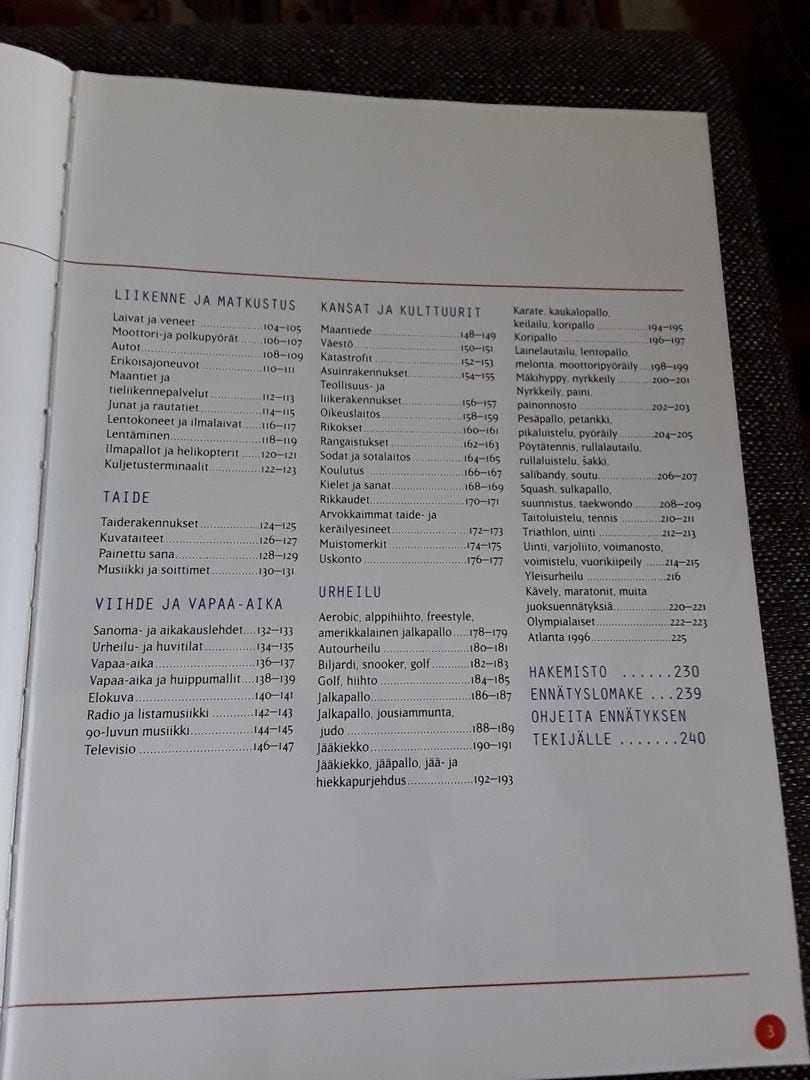 LIIKENNE JA MATKUSTUS
Laivat ja veneet ..................104–105
Moottori-ja polkupyörät ......106–107
Autot..................................108–109
Erikoisajoneuvot ..................110–111
Maantiet ja
tieliikennepalvelut ................112–113
Junat ja rautatiet ..................114–115
Lentokoneet ja ilmalaivat......116–117
Lentäminen..........................118–119
Ilmapallot ja helikopterit ......120–121
Kuljetusterminaalit................122–123
TAIDE
Taiderakennukset..................124–125
Kuvataiteet ..........................126–127
Painettu sana........................128–129
Musiikki ja soittimet..............130–131
VIIHDE JA VAPAA-AIKA
Sanoma- ja aikakauslehdet....132–133
Urheilu- ja huvitilat ..............134–135
Vapaa-aika ..........................136–137
Vapaa-aika ja huippumallit....138–139
Elokuva ..............................140–141
Radio ja listamusiikki ............142–143
90-luvun musiikki..................144–145
Televisio ..............................146–147
KANSAT JA KULTTUURIT
Maantiede ..........................148–149
Väestö..................................150–151
Katastrofit ..........................152–153
Asuinrakennukset..................154–155
Teollisuus- ja
liikerakennukset....................156–157
Oikeuslaitos..........................158–159
Rikokset ..............................160–161
Rangaistukset ......................162–163
Sodat ja sotalaitos................164–165
Koulutus ............................166–167
Kielet ja sanat......................168–169
Rikkaudet............................170–171
Arvokkaimmat taide- ja
keräilyesineet ......................172–173
Muistomerkit........................174–175
Uskonto ..............................176–177
URHEILU
Aerobic, alppihiihto, freestyle,
amerikkalainen jalkapallo....178–179
Autourheilu ........................180–181
Biljardi, snooker, golf............182–183
Golf, hiihto ..........................184–185
Jalkapallo............................186–187
Jalkapallo, jousiammunta,
judo ....................................188–189
Jääkiekko ............................190–191
Jääkiekko, jääpallo, jää- ja
hiekkapurjehdus....................192–193
Karate, kaukalopallo,
keilailu, koripallo ................194–195
Koripallo ............................196–197
Lainelautailu, lentopallo,
melonta, moottoripyöräily....198–199
Mäkihyppy, nyrkkeily ..........200–201
Nyrkkeily, paini,
painonnosto ........................202–203
Pesäpallo, petankki,
pikaluistelu, pyöräily ............204–205
Pöytätennis, rullalautailu,
rullaluistelu, šakki,
salibandy, soutu....................206–207
Squash, sulkapallo,
suunnistus, taekwondo..........208–209
Taitoluistelu, tennis ..............210–211
Triathlon, uinti ....................212–213
Uinti, varjoliito, voimanosto,
voimistelu, vuorikiipeily ......214–215
Yleisurheilu ........................216
Kävely, maratonit, muita
juoksuennätyksiä..................220–221
Olympialaiset ......................222–223
Atlanta 1996........................225
HAKEMISTO ......230
ENNÄTYSLOMAKE ...239
OHJEITA ENNÄTYKSEN
TEKIJÄLLE .......240
3